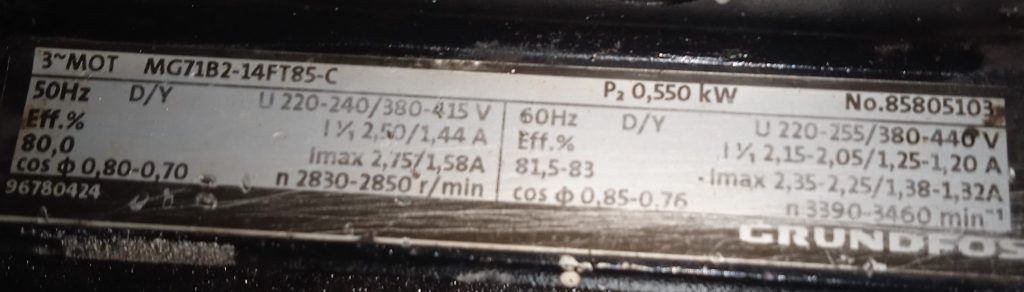 3~MOT MG71B2-14FT85-C P₂ 0,550 kW No.85805103
50Hz D/Y U 220-240/380-415 V
Eff.% I 1/1 2,50/1,44 A
80,0 Imax 2,75/1,58A
cos ϕ 0,80-0,70 n 2830-2850 r/min
96780424
60Hz D/Y U 220-255/380-440 V
Eff.% I 1/1 2,15-2,05/1,25-1,20 A
81,5-83 Imax 2,35-2,25/1,38-1,32A
cos ϕ 0,85-0,76 n 3390-3460 min⁻¹
GRUNDFOS